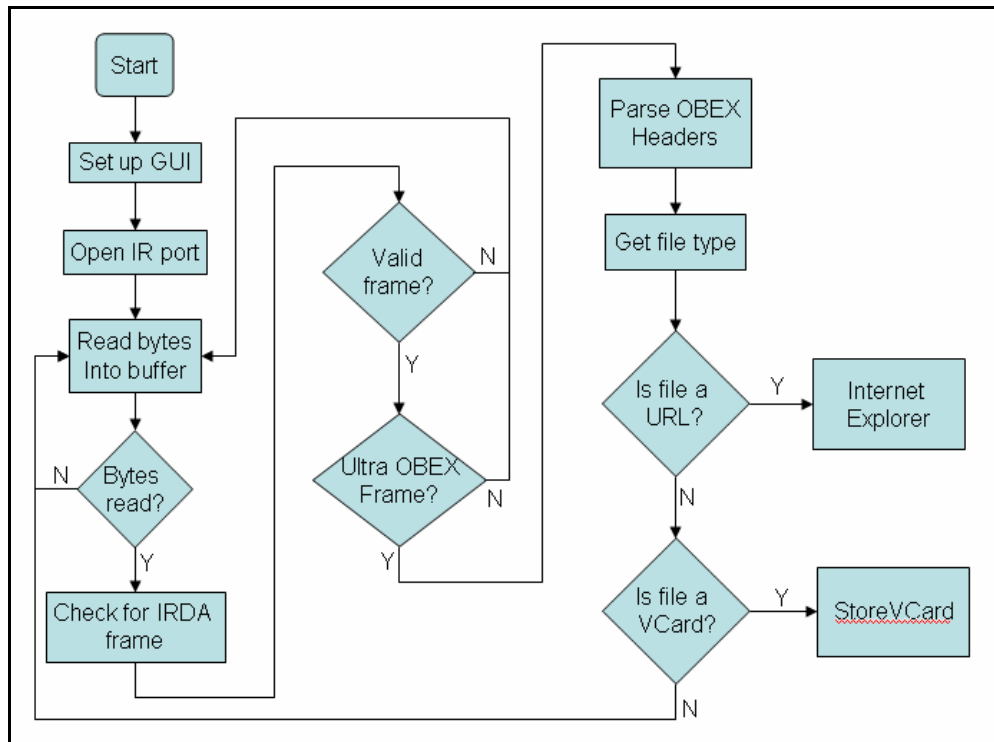 Start
Set up GUI
Open IR port
Read bytes
Into buffer
Bytes
read?
N
Y
Check for IRDA
frame
Valid
frame?
N
Y
Ultra OBEX
Frame?
N
Y
Parse OBEX
Headers
Get file type
Is file a
URL?
Y
Internet
Explorer
N
Is file a
VCard?
Y
StoreVCard
N